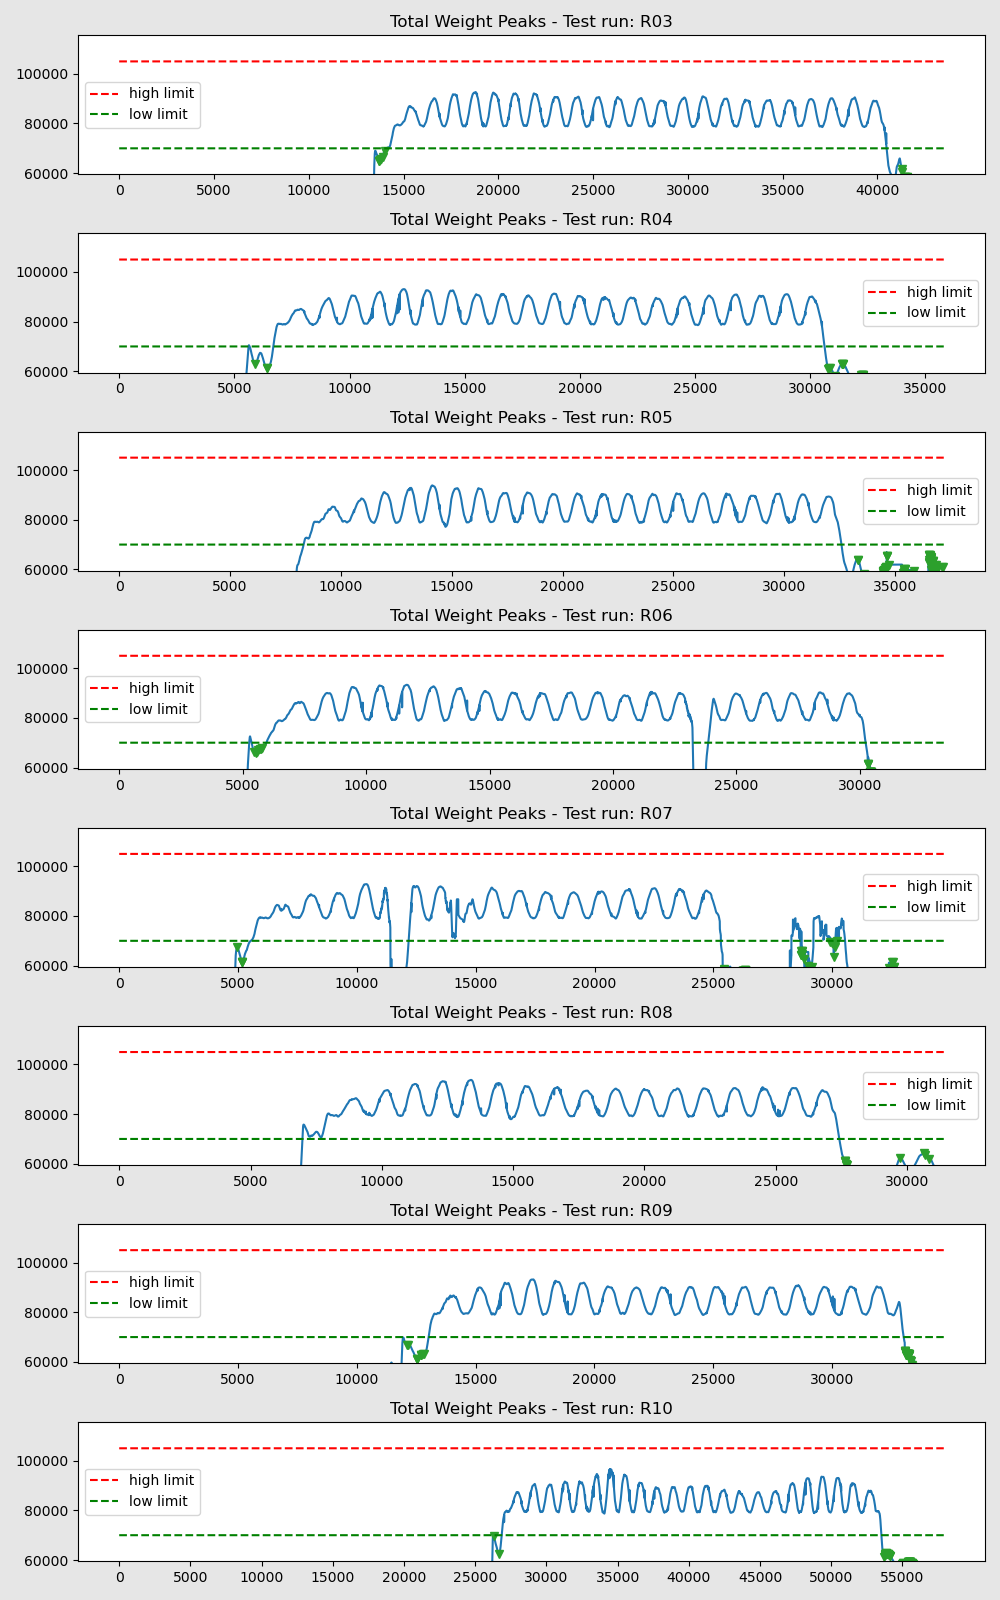 Total Weight Peaks - Test run: R03
100000
80000
60000
high limit
low limit
0 5000 10000 15000 20000 25000 30000 35000 40000
Total Weight Peaks - Test run: R04
100000
80000
60000
high limit
low limit
0 5000 10000 15000 20000 25000 30000 35000
Total Weight Peaks - Test run: R05
100000
80000
60000
high limit
low limit
0 5000 10000 15000 20000 25000 30000 35000
Total Weight Peaks - Test run: R06
100000
80000
60000
high limit
low limit
0 5000 10000 15000 20000 25000 30000
Total Weight Peaks - Test run: R07
100000
80000
60000
high limit
low limit
0 5000 10000 15000 20000 25000 30000
Total Weight Peaks - Test run: R08
100000
80000
60000
high limit
low limit
0 5000 10000 15000 20000 25000 30000
Total Weight Peaks - Test run: R09
100000
80000
60000
high limit
low limit
0 5000 10000 15000 20000 25000 30000
Total Weight Peaks - Test run: R10
100000
80000
60000
high limit
low limit
0 5000 10000 15000 20000 25000 30000 35000 40000 45000 50000 55000